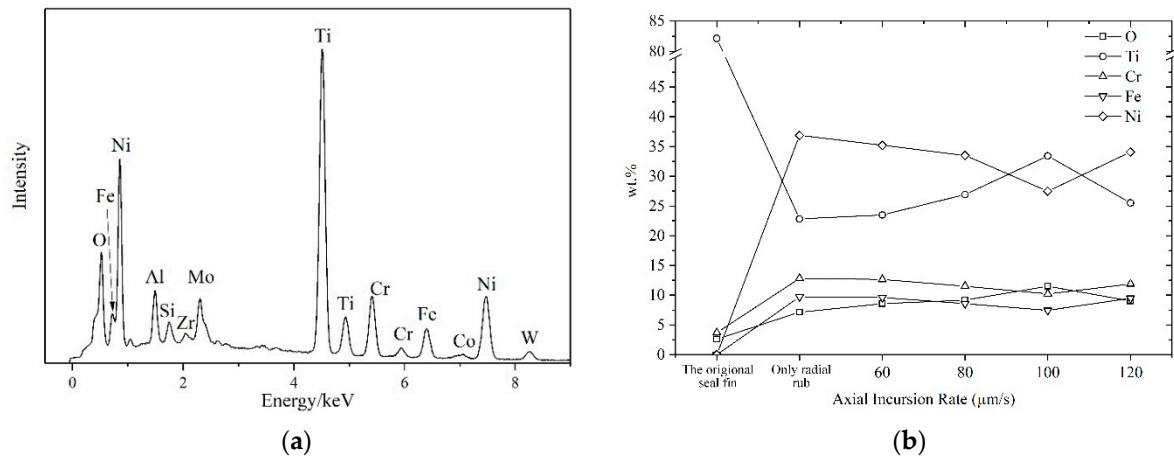 Ti
Ni
Fe
O
Al
Si
Zr
Mo
Ti
Cr
Cr
Fe
Co
Ni
W
Intensity
0
2
4
6
8
Energy/keV
(a)
85
80
45
40
35
30
25
20
15
10
5
0
wt.%
O
Ti
Cr
Fe
Ni
The origional
seal fin
Only radial
rub
60
80
100
120
Axial Incursion Rate (μm/s)
(b)